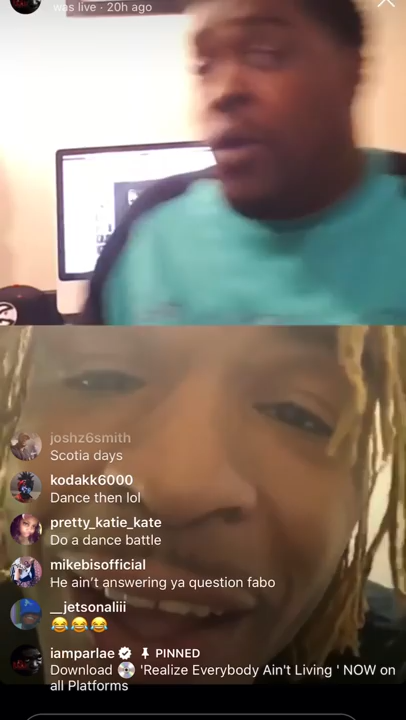 was live · 20h ago
joshz6smith
Scotia days
kodakk6000
Dance then lol
pretty_katie_kate
Do a dance battle
mikebisofficial
He ain't answering ya question fabo
__jetsonaliii
😂😂😂
iamparlae PINNED
Download 💿 'Realize Everybody Ain't Living ' NOW on
all Platforms